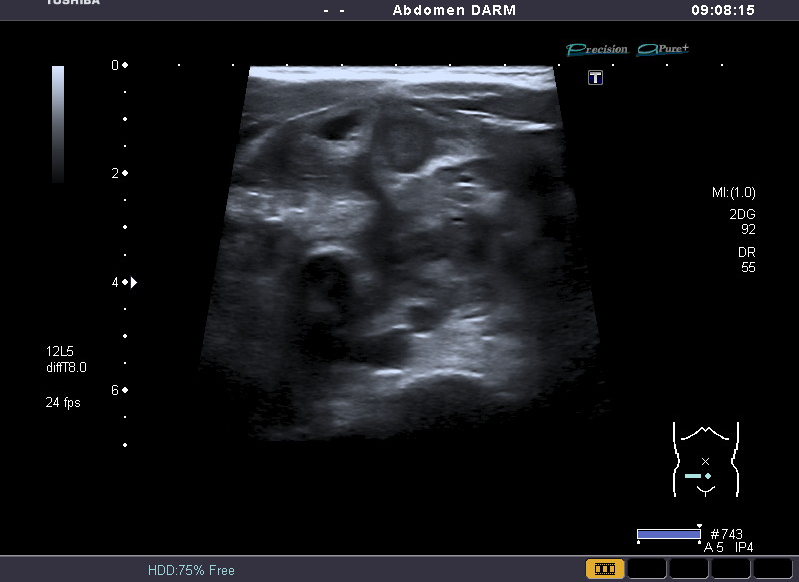 TOSHIBA
- - Abdomen DARM 09:08:15
Precision APure+
T
0
2
4
6
MI:(1.0)
2DG
92
DR
55
12L5
diffT8.0
24 fps
#743
A 5 IP4
HDD:75% Free